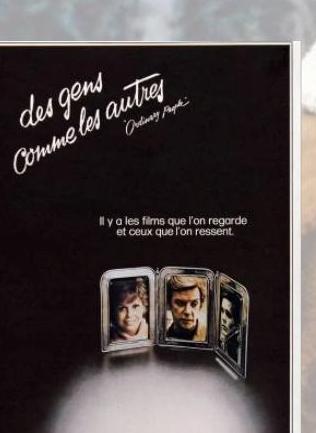 des gens
comme les autres
"Ordinary People"
Il y a les films que l'on regarde
et ceux que l'on ressent.